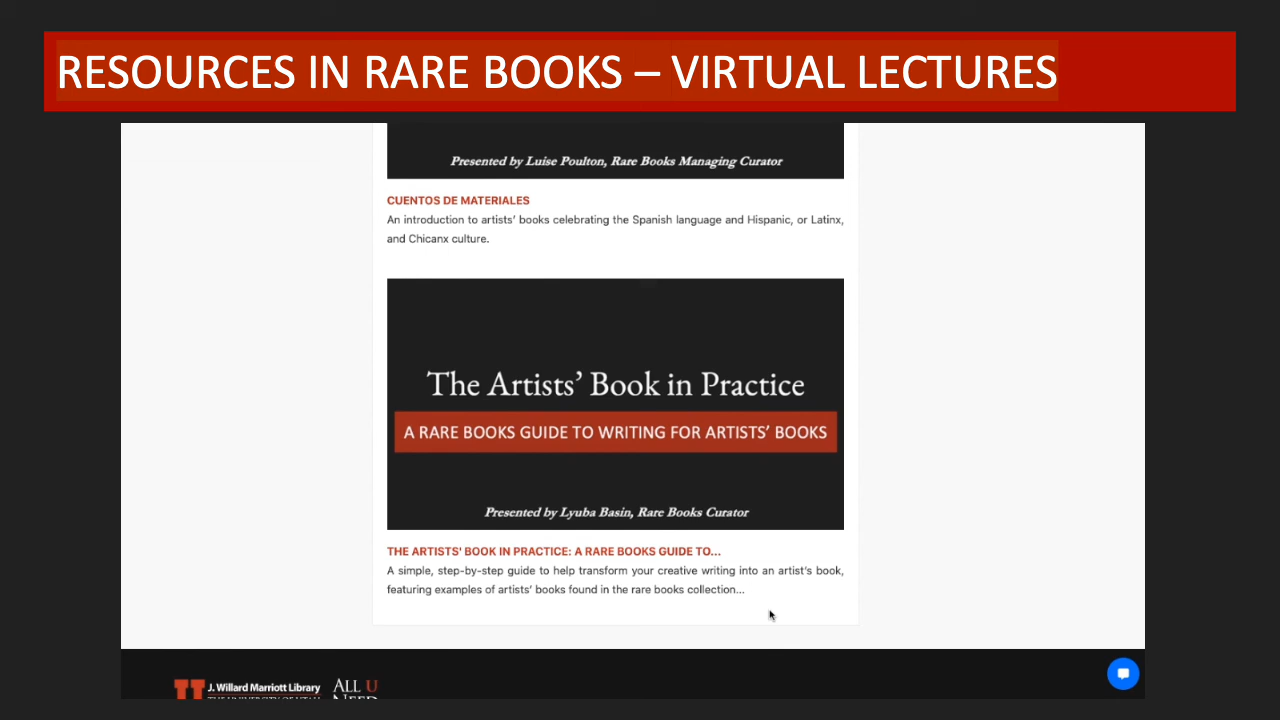 RESOURCES IN RARE BOOKS – VIRTUAL LECTURES
Presented by Luise Poulton, Rare Books Managing Curator
CUENTOS DE MATERIALES
An introduction to artists' books celebrating the Spanish language and Hispanic, or Latinx,
and Chicanx culture.
The Artists' Book in Practice
A RARE BOOKS GUIDE TO WRITING FOR ARTISTS' BOOKS
Presented by Lyuba Basin, Rare Books Curator
THE ARTISTS' BOOK IN PRACTICE: A RARE BOOKS GUIDE TO...
A simple, step-by-step guide to help transform your creative writing into an artist's book,
featuring examples of artists' books found in the rare books collection...
J. Willard Marriott Library
ALL U